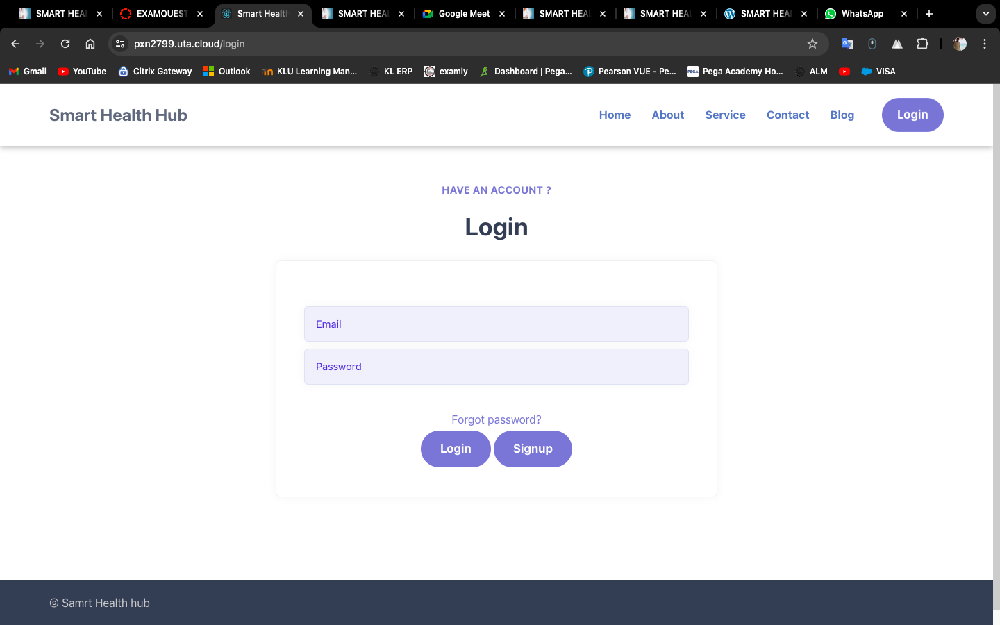 SMART HEAL
EXAMQUEST
Smart Health
SMART HEAL
Google Meet
SMART HEAL
SMART HEAL
SMART HEAL
WhatsApp
pxn2799.uta.cloud/login
Gmail
YouTube
Citrix Gateway
Outlook
KLU Learning Man...
KL ERP
examly
Dashboard | Pega...
Pearson VUE - Pe...
PEGA Pega Academy Ho...
ALM
VISA
Smart Health Hub
Home
About
Service
Contact
Blog
Login
HAVE AN ACCOUNT ?
Login
Email
Password
Forgot password?
Login
Signup
© Samrt Health hub